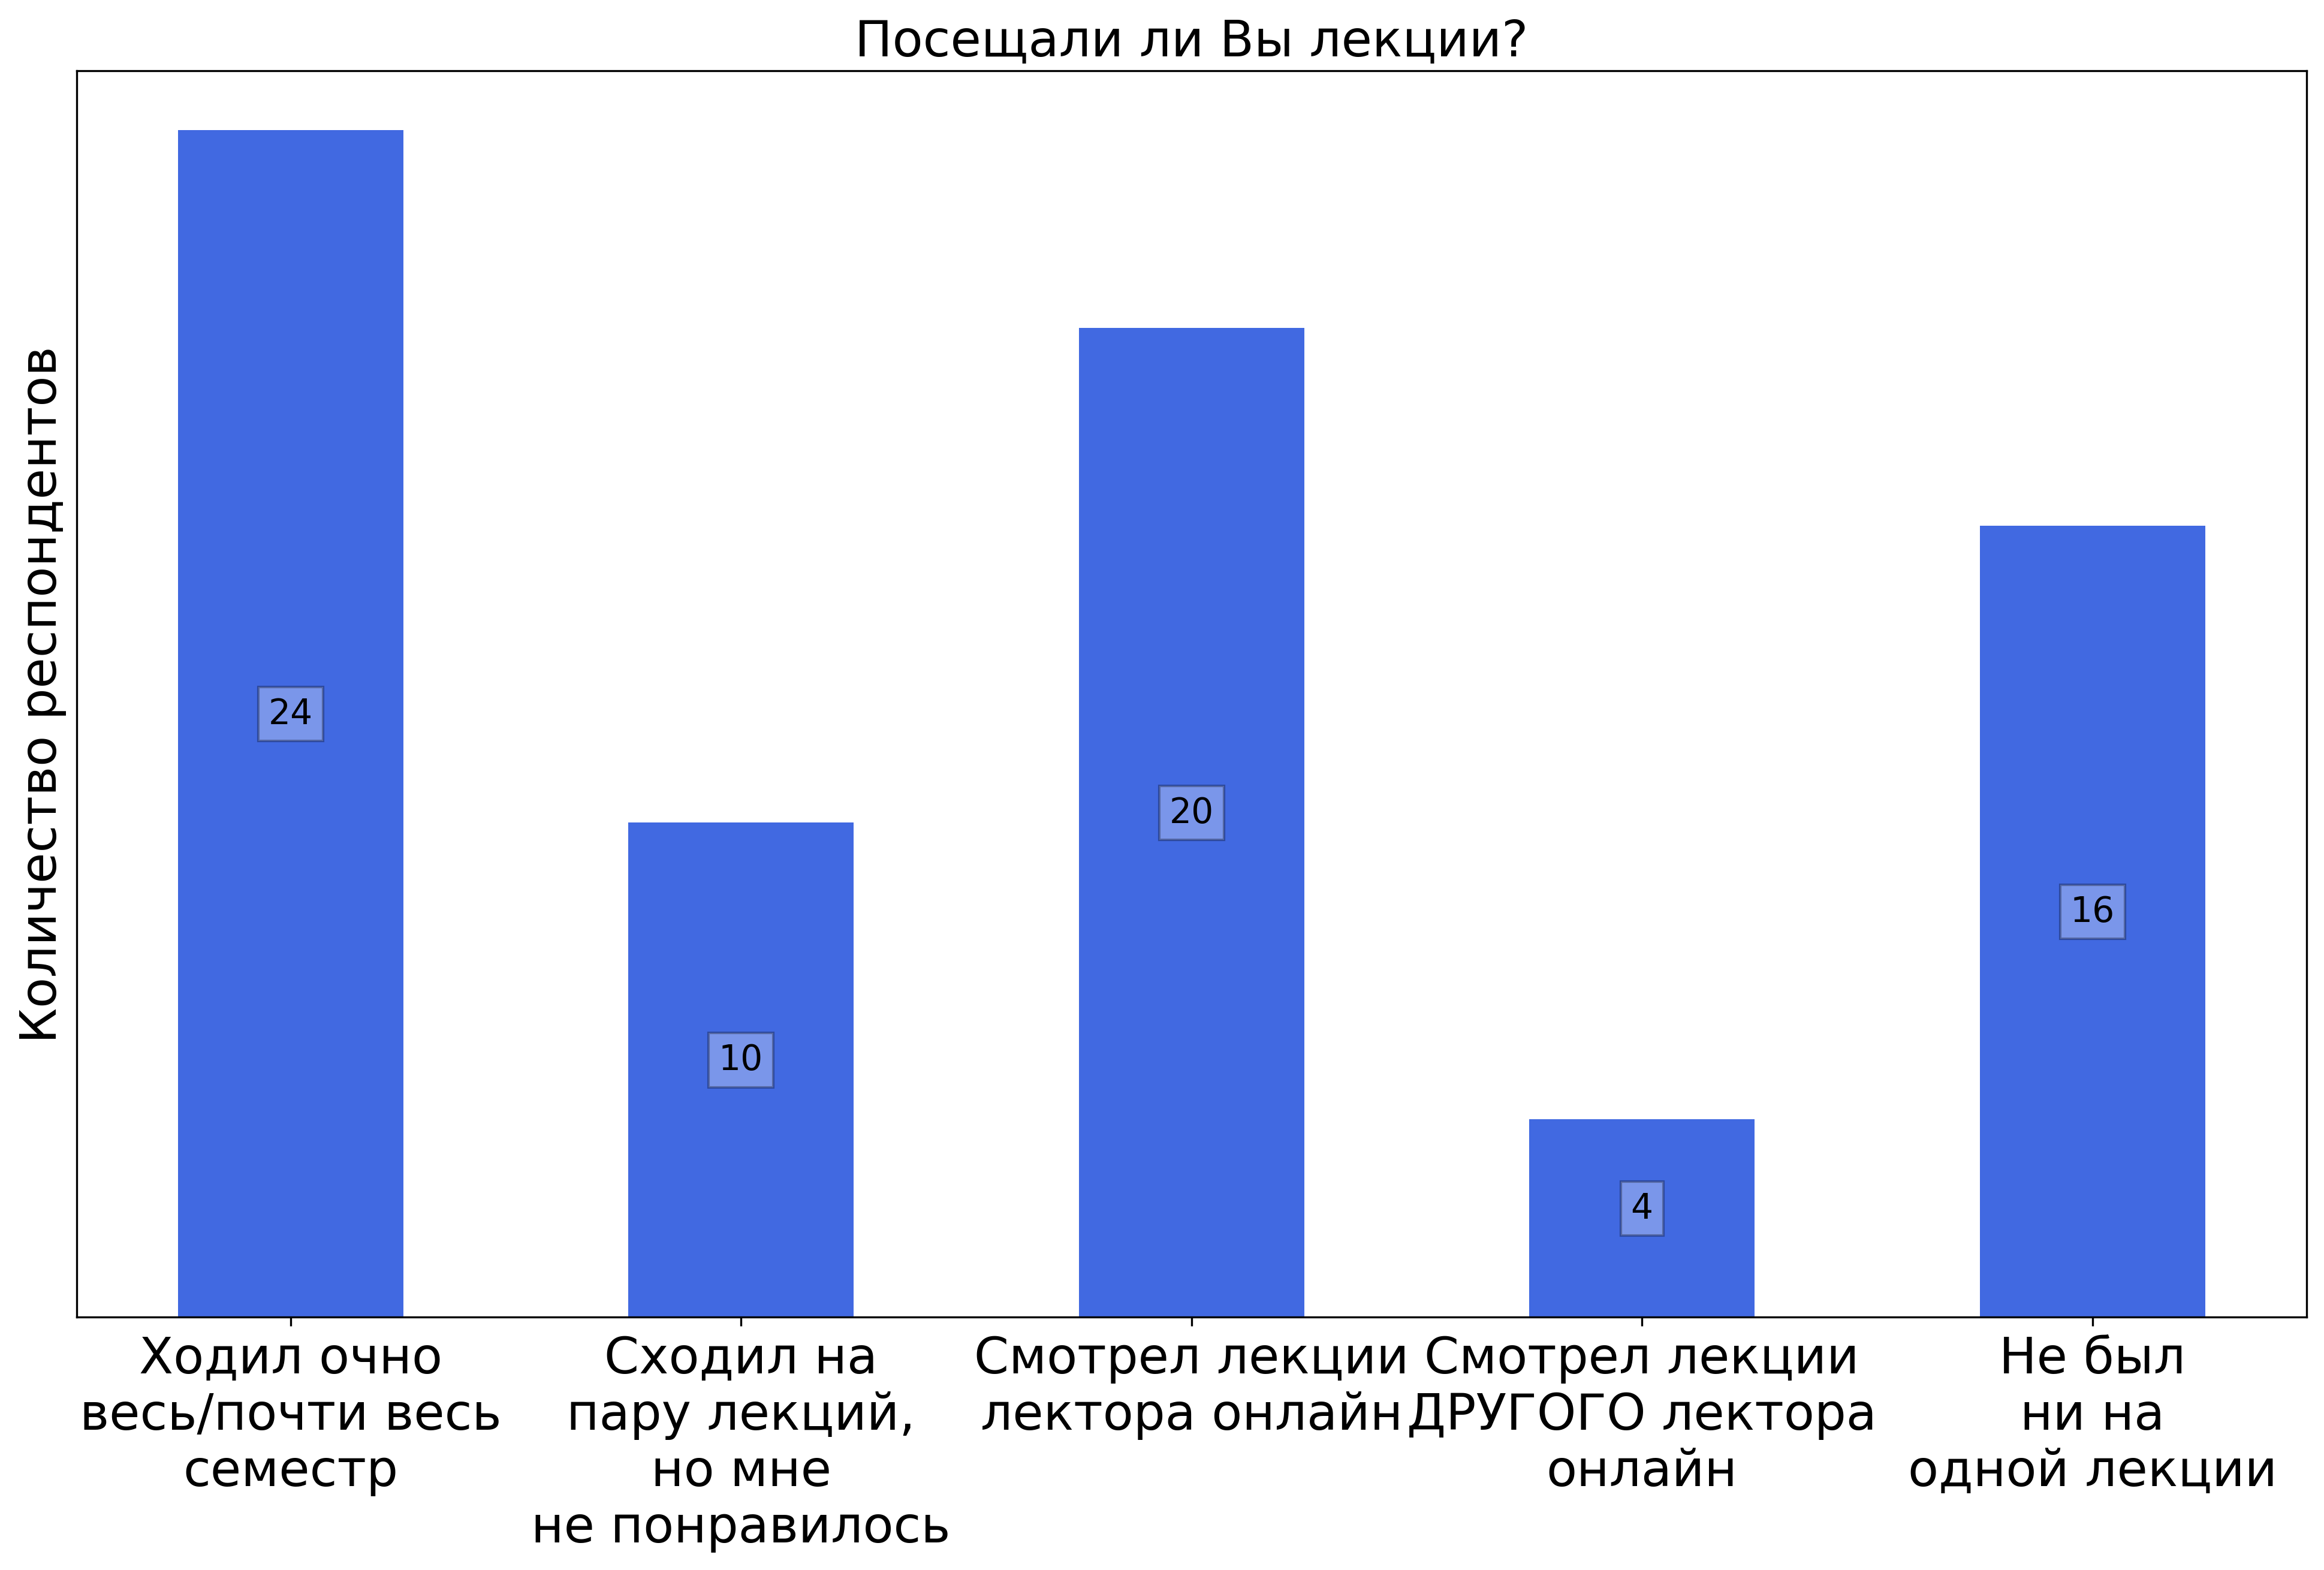 Посещали ли Вы лекции?
Количество респондентов
24
10
20
4
16
Ходил очно
весь/почти весь
семестр
Сходил на
пару лекций,
но мне
не понравилось
Смотрел лекции
лектора онлайн
Смотрел лекции
ДРУГОГО лектора
онлайн
Не был
ни на
одной лекции